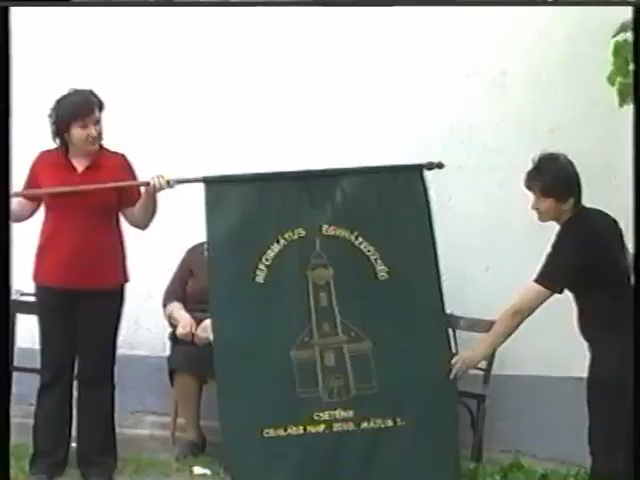 REFORMÁTUS EGYHÁZKÖZSÉG
CSETÉNY
CSALÁDI NAP, MÁJUS 1.